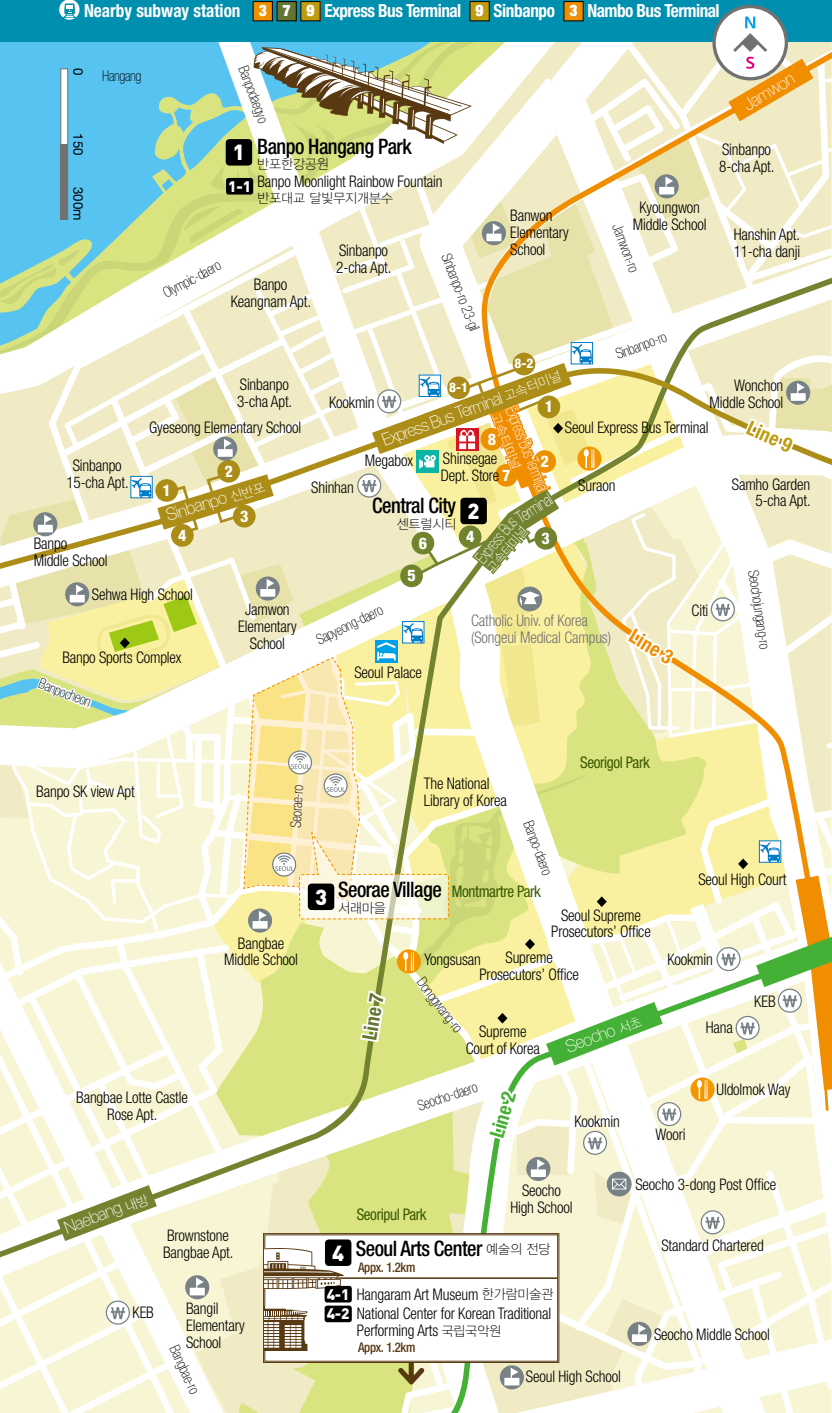 Nearby subway station 3 7 9 Express Bus Terminal 9 Sinbanpo 3 Nambo Bus Terminal
N
S
0
150
300m
Hangang
Banpodaegyo
Jamwon
1 Banpo Hangang Park
반포한강공원
1-1 Banpo Moonlight Rainbow Fountain
반포대교 달빛무지개분수
Sinbanpo
8-cha Apt.
Kyoungwon
Middle School
Banwon
Elementary
School
Hanshin Apt.
11-cha danji
Jamwon-ro
Sinbanpo
2-cha Apt.
Sinbanpo-ro 23-gil
Olympic-daero
Banpo
Keangnam Apt.
Sinbanpo-ro
8-2
8-1
Sinbanpo
3-cha Apt.
Kookmin
Express Bus Terminal 고속터미널
1
Wonchon
Middle School
Line 9
Gyeseong Elementary School
Seoul Express Bus Terminal
8
Express Bus Terminal
고속터미널
Megabox
Shinsegae
Dept. Store
7
2
Suraon
Sinbanpo
15-cha Apt.
1
2
Sinbanpo 신반포
3
4
Shinhan
Samho Garden
5-cha Apt.
Central City 2
센트럴시티
Express Bus Terminal
고속터미널
4
3
6
5
Banpo
Middle School
Sehwa High School
Jamwon
Elementary
School
Sapyeong-daero
Catholic Univ. of Korea
(Songeui Medical Campus)
Citi
Seochojungang-ro
Line 3
Banpo Sports Complex
Seoul Palace
Banpocheon
Seorigol Park
SEOUL
SEOUL
SEOUL
Seorae-ro
Banpo SK view Apt
The National
Library of Korea
Banpo-daero
3 Seorae Village
서래마을
Montmartre Park
Seoul High Court
Seoul Supreme
Prosecutors' Office
Bangbae
Middle School
Yongsusan
Supreme
Prosecutors' Office
Kookmin
Donggwang-ro
Line 7
Supreme
Court of Korea
Seocho 서초
KEB
Hana
Bangbae Lotte Castle
Rose Apt.
Seocho-daero
Line 2
Uldolmok Way
Kookmin
Woori
Seocho
High School
Seocho 3-dong Post Office
Naebang 내방
Seoripul Park
Standard Chartered
Brownstone
Bangbae Apt.
4 Seoul Arts Center 예술의 전당
Appx. 1.2km
4-1 Hangaram Art Museum 한가람미술관
4-2 National Center for Korean Traditional
Performing Arts 국립국악원
Appx. 1.2km
KEB
Bangil
Elementary
School
Bangbae-ro
Seocho Middle School
Seoul High School